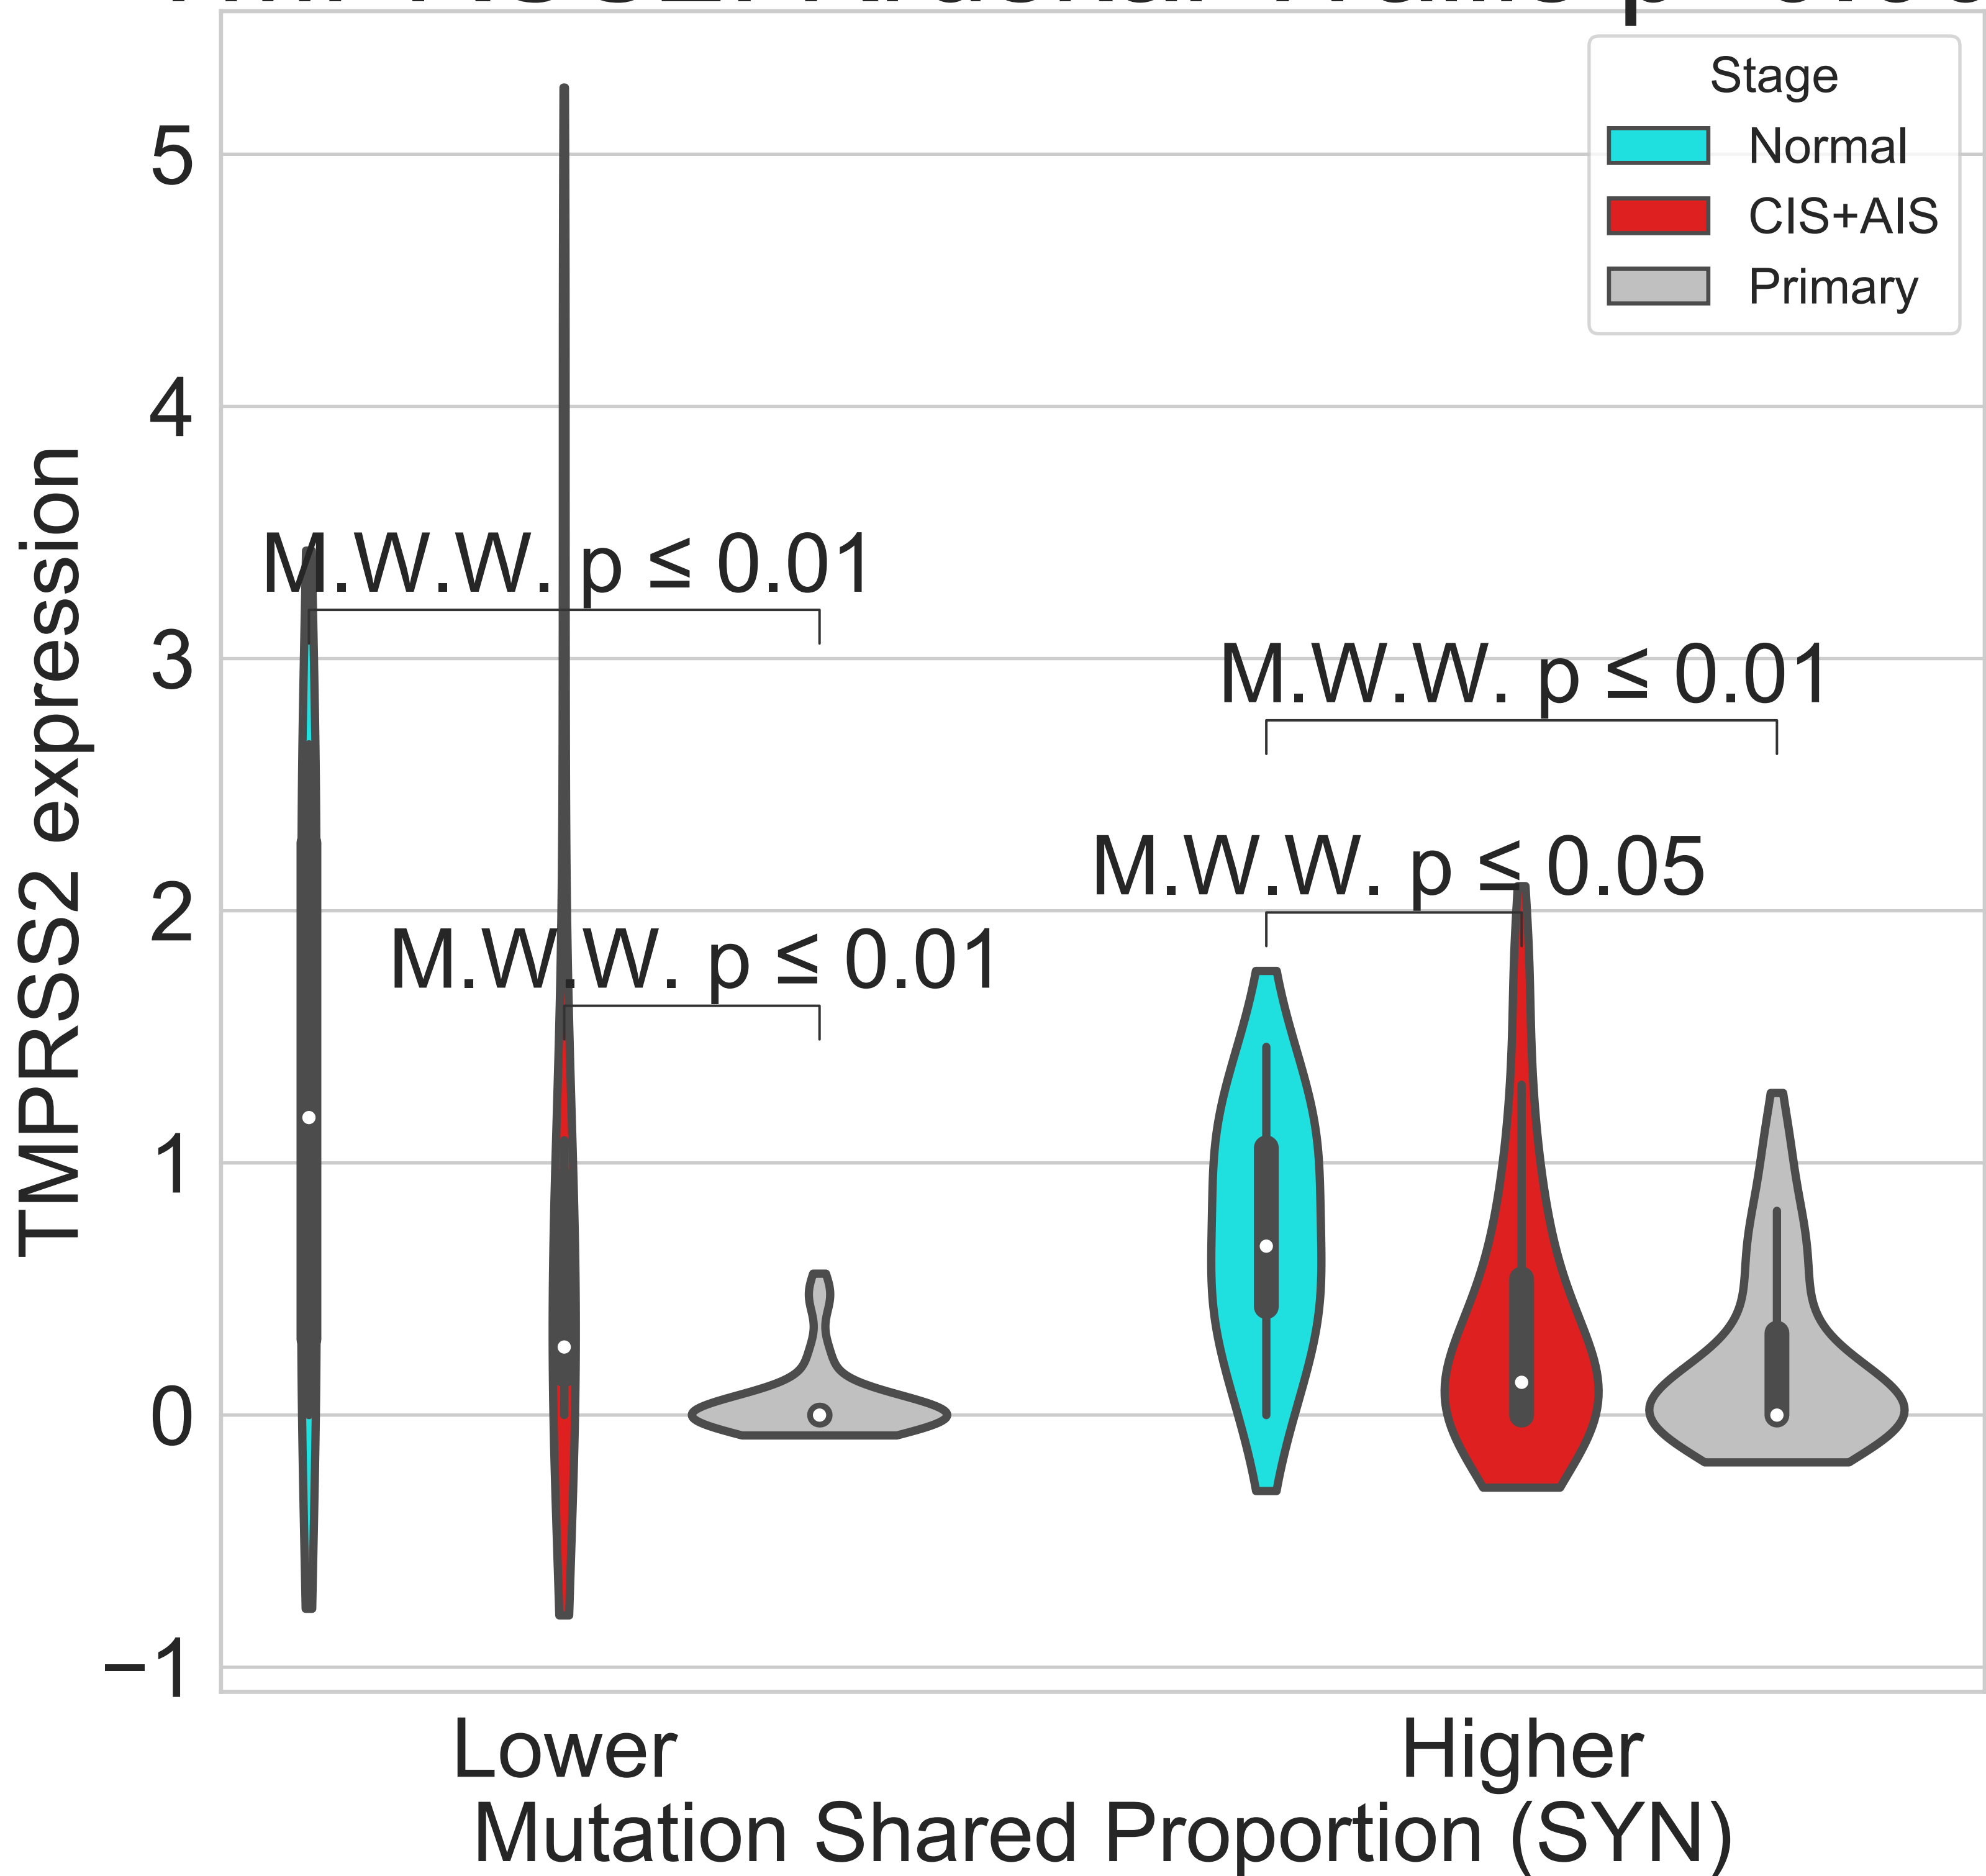 Stage
Normal
CIS+AIS
Primary
5
4
3
2
1
0
−1
TMPRSS2 expression
M.W.W. p ≤ 0.01
M.W.W. p ≤ 0.01
M.W.W. p ≤ 0.05
M.W.W. p ≤ 0.01
Lower
Higher
Mutation Shared Proportion (SYN)